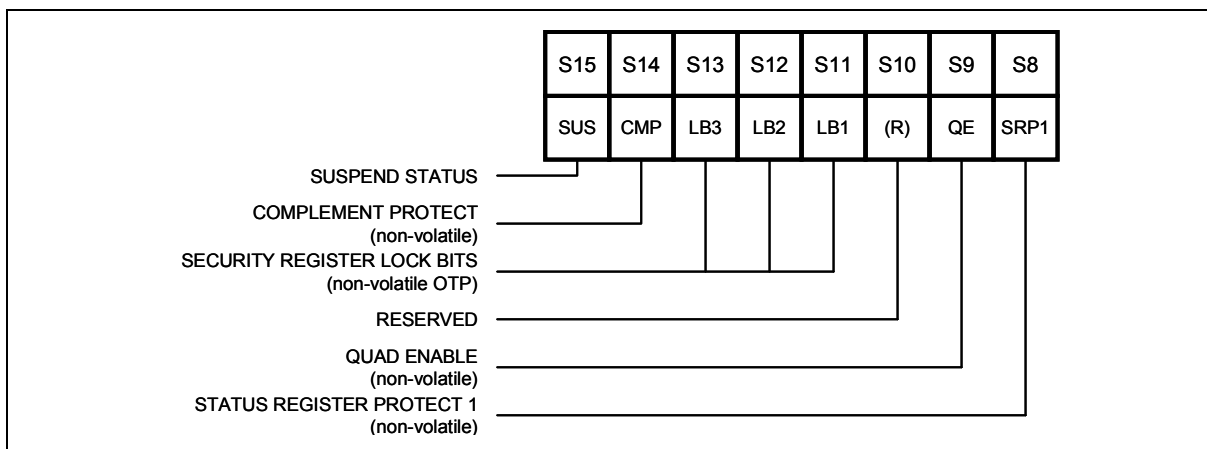 S15 S14 S13 S12 S11 S10 S9 S8
SUS CMP LB3 LB2 LB1 (R) QE SRP1
SUSPEND STATUS
COMPLEMENT PROTECT
(non-volatile)
SECURITY REGISTER LOCK BITS
(non-volatile OTP)
RESERVED
QUAD ENABLE
(non-volatile)
STATUS REGISTER PROTECT 1
(non-volatile)